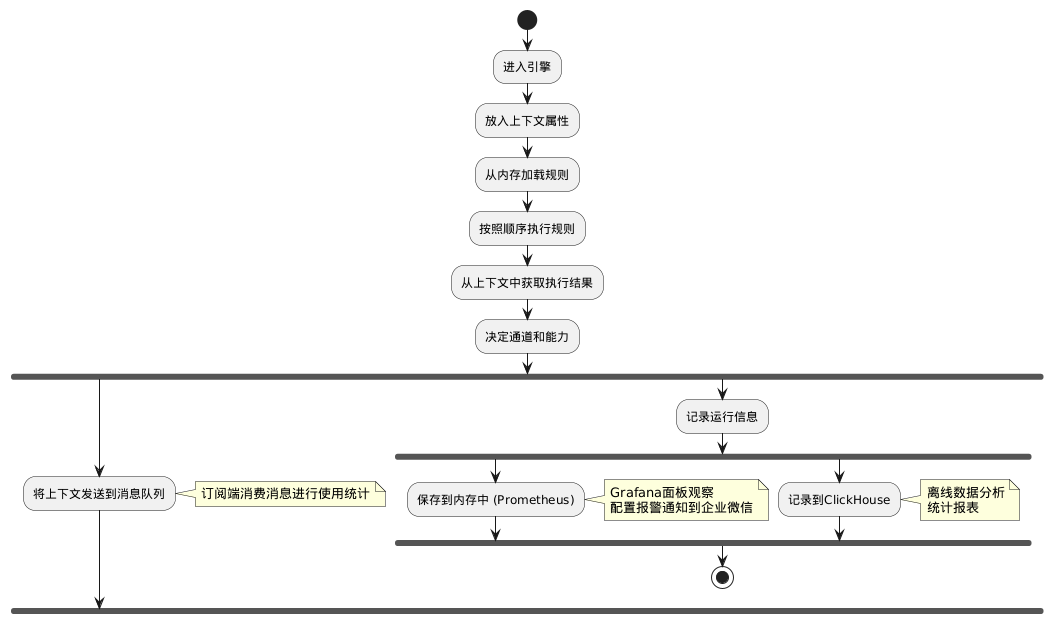 进入引擎
放入上下文属性
从内存加载规则
按照顺序执行规则
从上下文中获取执行结果
决定通道和能力
记录运行信息
将上下文发送到消息队列
订阅端消费消息进行使用统计
保存到内存中 (Prometheus)
Grafana面板观察
配置报警通知到企业微信
记录到ClickHouse
离线数据分析
统计报表